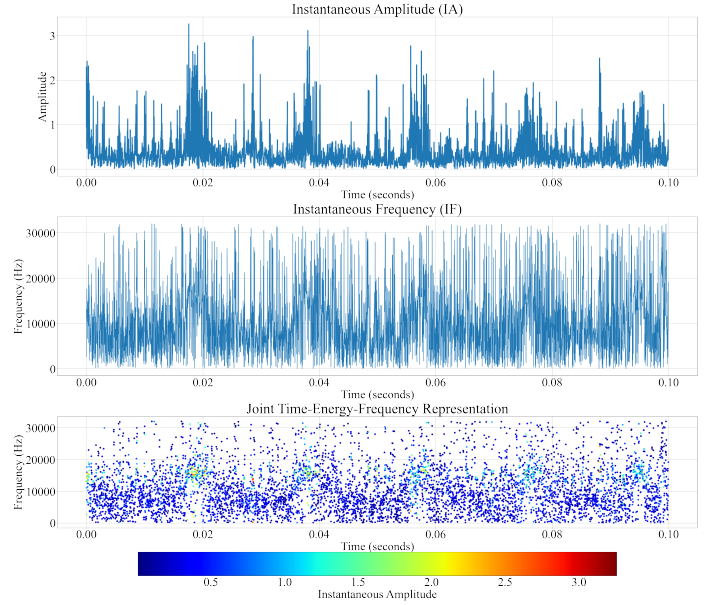 Instantaneous Amplitude (IA)
3
2
1
0
Amplitude
0.00 0.02 0.04 0.06 0.08 0.10
Time (seconds)
Instantaneous Frequency (IF)
30000
20000
10000
0
Frequency (Hz)
0.00 0.02 0.04 0.06 0.08 0.10
Time (seconds)
Joint Time-Energy-Frequency Representation
30000
20000
10000
0
Frequency (Hz)
0.00 0.02 0.04 0.06 0.08 0.10
Time (seconds)
0.5 1.0 1.5 2.0 2.5 3.0
Instantaneous Amplitude